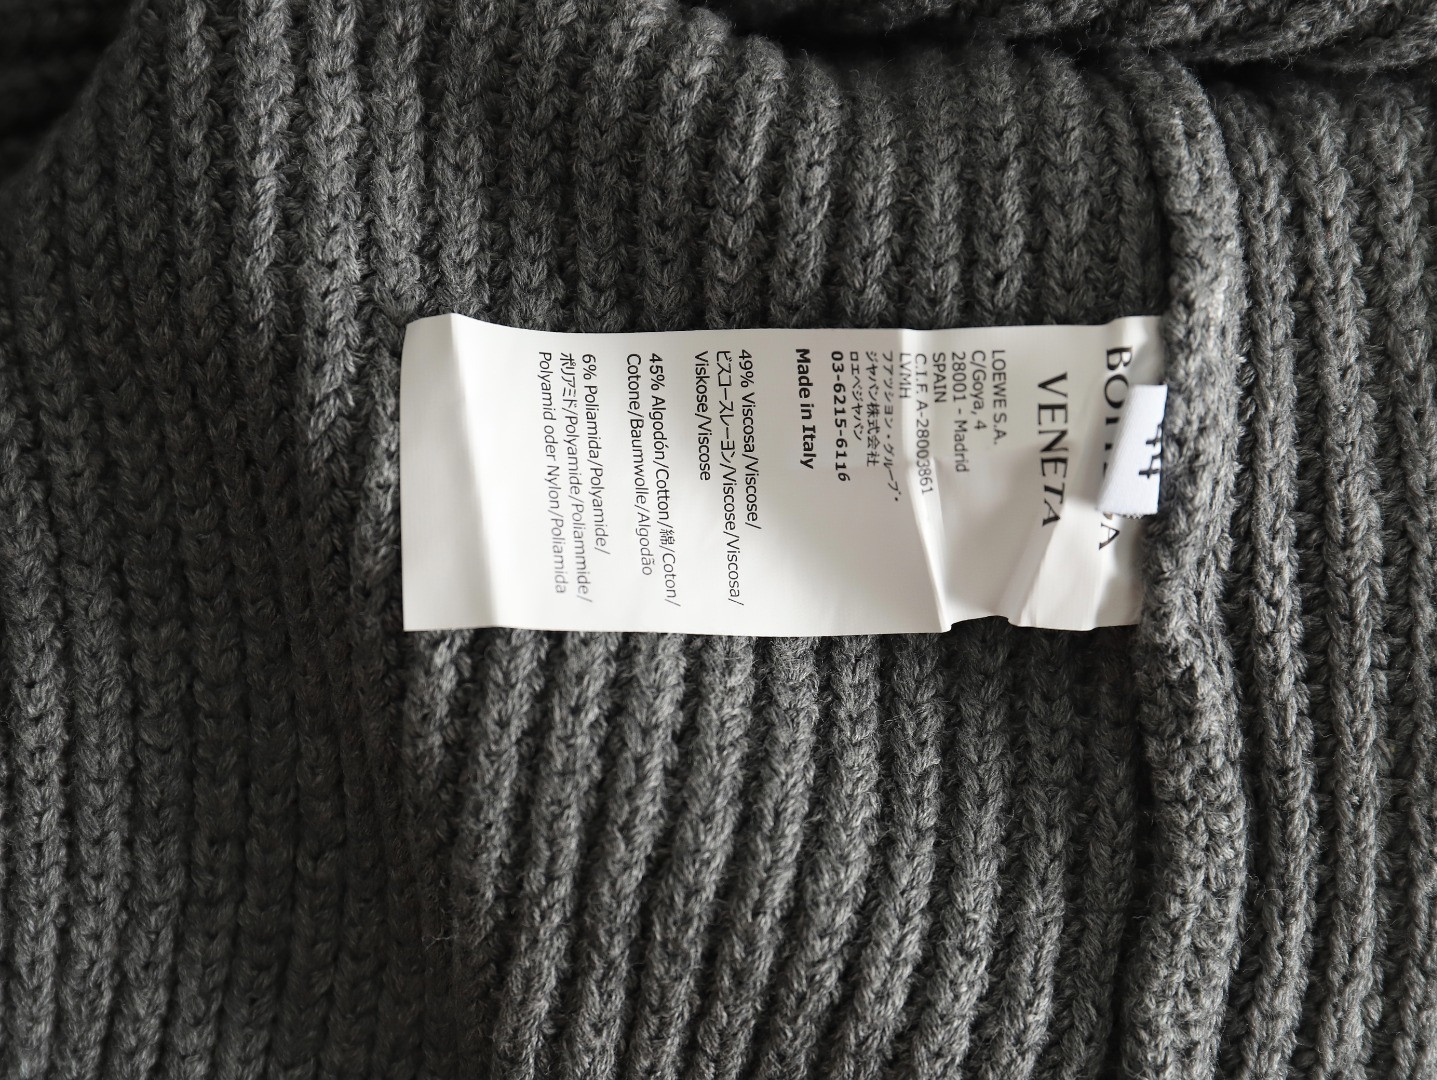 BOT
VENETA
44
LOEWE S.A.
C/Goya, 4
28001 - Madrid
SPAIN
C.I.F. A-28003861
LVMH
ファッション・グループ・
ジャパン株式会社
ロエベジャパン
03-6215-6116
Made in Italy
49% Viscosa/Viscose/
ビスコースレーヨン/Viscose/Viscosa/
Viskose/Viscose
45% Algodón/Cotton/綿/Coton/
Cotone/Baumwolle/Algodão
6% Poliamida/Polyamide/
ポリアミド/Polyamide/Poliammide/
Polyamid oder Nylon/Poliamida